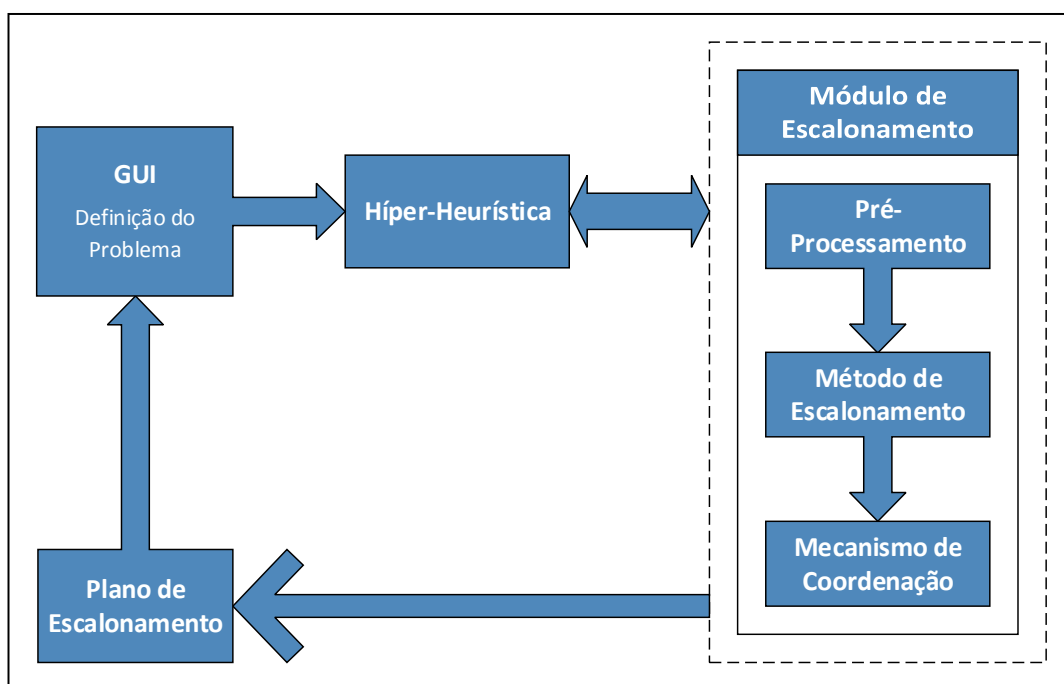 GUI
Definição do
Problema
Híper-Heurística
Módulo de
Escalonamento
Pré-
Processamento
Método de
Escalonamento
Mecanismo de
Coordenação
Plano de
Escalonamento